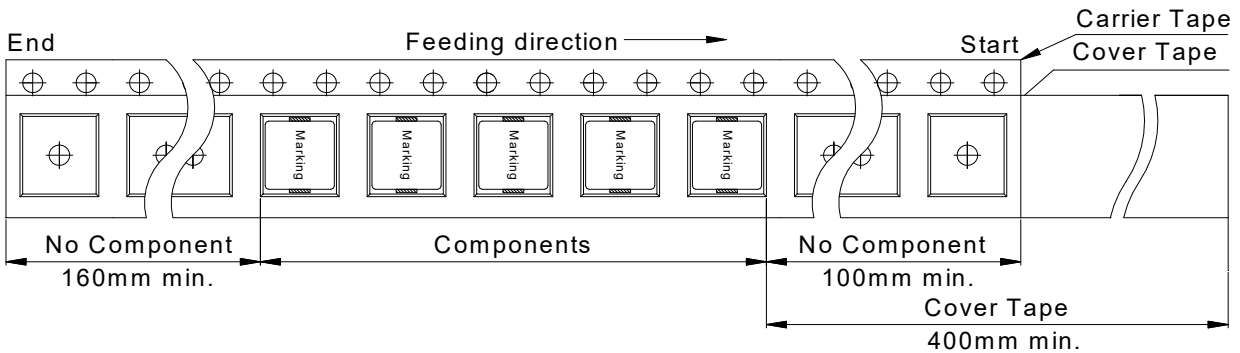 Carrier Tape
End
Feeding direction
Start
Cover Tape
Marking
Marking
Marking
Marking
Marking
No Component
Components
No Component
160mm min.
100mm min.
Cover Tape
400mm min.